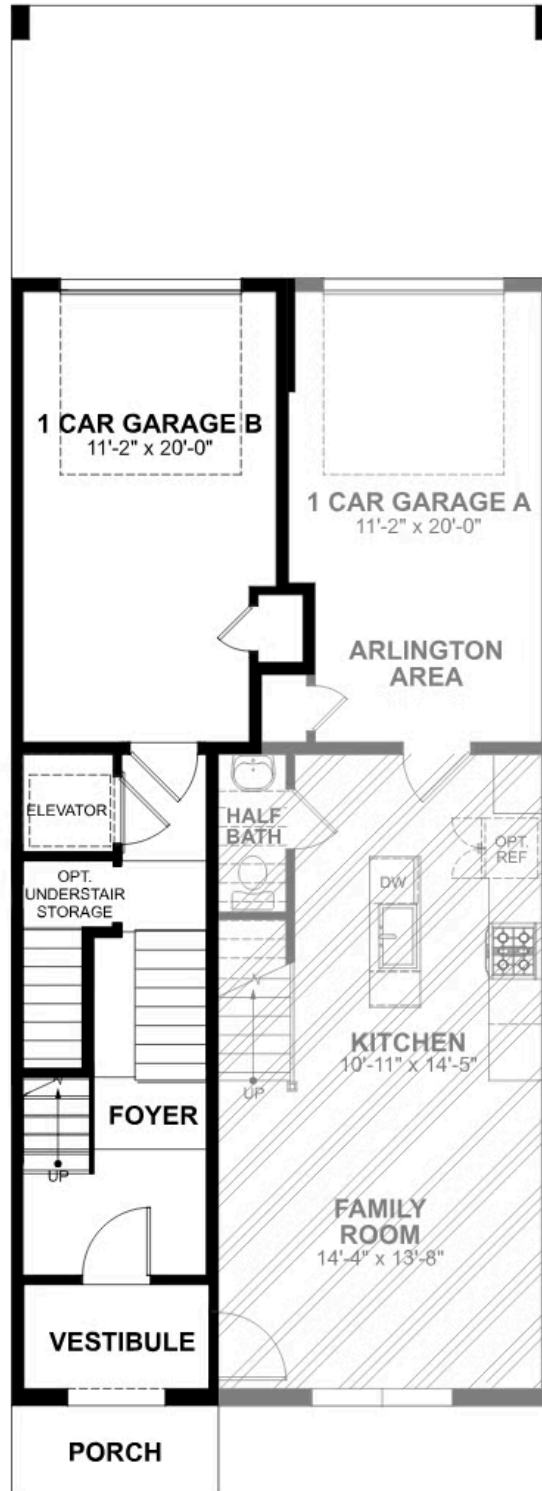 1 CAR GARAGE B
11'-2" x 20'-0"
1 CAR GARAGE A
11'-2" x 20'-0"
ARLINGTON
AREA
ELEVATOR
HALF
BATH
OPT.
REF
OPT.
UNDERSTAIR
STORAGE
DW
KITCHEN
10'-11" x 14'-5"
UP
FOYER
UP
FAMILY
ROOM
14'-4" x 13'-8"
VESTIBULE
PORCH